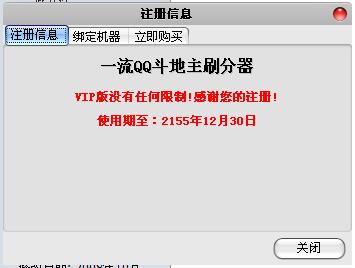 注册信息
注册信息 绑定机器 立即购买
一流QQ斗地主刷分器
VIP版没有任何限制!感谢您的注册!
使用期至：2155年12月30日
关闭